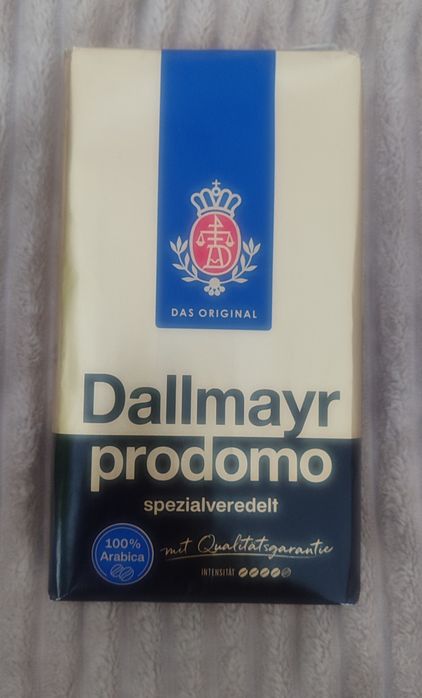 DAS ORIGINAL
Dallmayr
prodomo
spezialveredelt
100%
Arabica
mit Qualitätsgarantie
INTENSITÄT